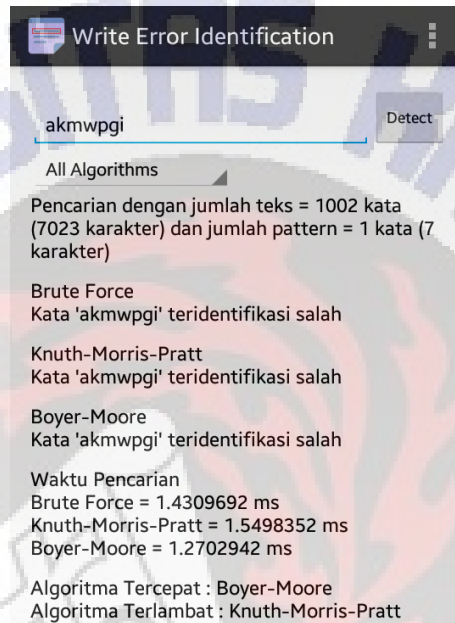 Write Error Identification
akmwpgi
Detect
All Algorithms
Pencarian dengan jumlah teks = 1002 kata
(7023 karakter) dan jumlah pattern = 1 kata (7
karakter)
Brute Force
Kata 'akmwpgi' teridentifikasi salah
Knuth-Morris-Pratt
Kata 'akmwpgi' teridentifikasi salah
Boyer-Moore
Kata 'akmwpgi' teridentifikasi salah
Waktu Pencarian
Brute Force = 1.4309692 ms
Knuth-Morris-Pratt = 1.5498352 ms
Boyer-Moore = 1.2702942 ms
Algoritma Tercepat : Boyer-Moore
Algoritma Terlambat : Knuth-Morris-Pratt